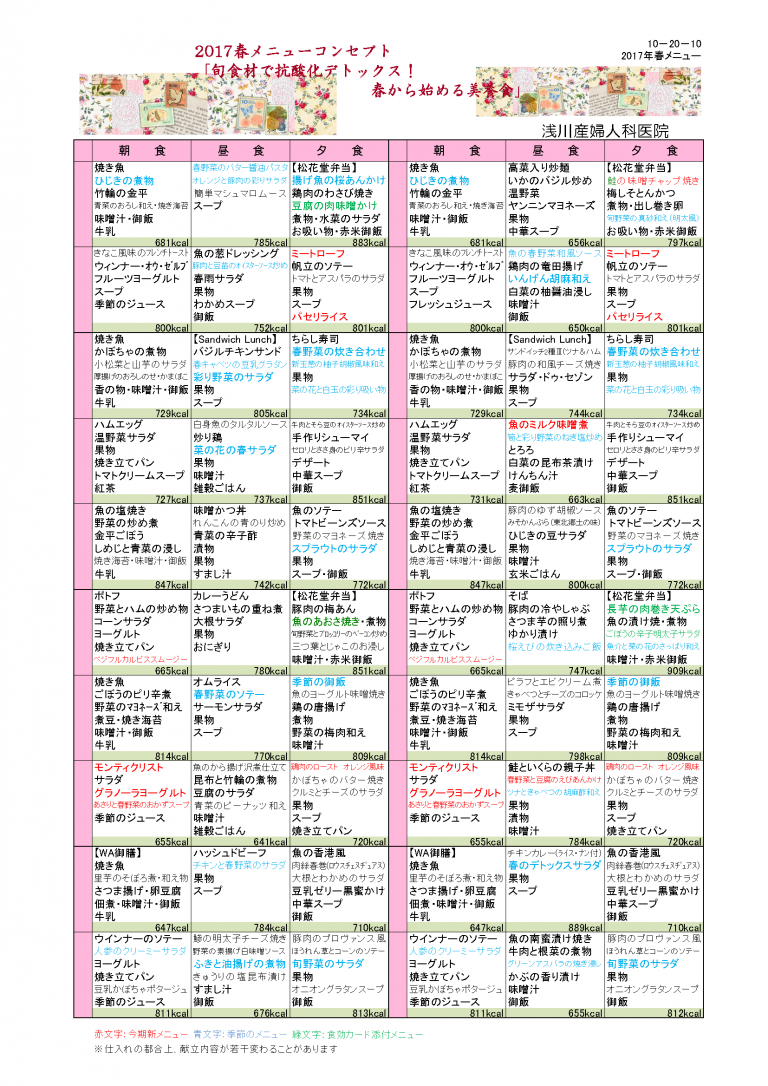 2017春メニューコンセプト
「旬食材で抗酸化デトックス！
春から始める美養食」
10－20－10
2017年春メニュー
浅川産婦人科医院
朝　食　昼　食　夕　食　朝　食　昼　食　夕　食
焼き魚　春野菜のバター醤油パスタ　【松花堂弁当】　焼き魚　高菜入り炒麺　【松花堂弁当】
ひじきの煮物　オレンジと豚肉の彩りサラダ　揚げ魚の桜あんかけ　ひじきの煮物　いかのバジル炒め　鮭の味噌チャップ焼き
竹輪の金平　簡単マシュマロムース　鶏肉のわさび焼き　竹輪の金平　温野菜　梅しそとんかつ
青菜のおろし和え・焼き海苔　スープ　豆腐の肉味噌かけ　青菜のおろし和え・焼き海苔　ヤンニンマヨネーズ　煮物・出し巻き卵
味噌汁・御飯　煮物・水菜のサラダ　味噌汁・御飯　果物　旬野菜の真砂和え（明太風）
牛乳　お吸い物・赤米御飯　牛乳　中華スープ　お吸い物・赤米御飯
681kcal　785kcal　883kcal　681kcal　656kcal　797kcal
きなこ風味のフレンチトースト　魚の葱ドレッシング　ミートローフ　きなこ風味のフレンチトースト　魚の春野菜和風ソース　ミートローフ
ウィンナー・オウ・ゼルブ　豚肉と豆苗のオイスターソース炒め　帆立のソテー　ウィンナー・オウ・ゼルブ　鶏肉の竜田揚げ　帆立のソテー
フルーツヨーグルト　春雨サラダ　トマトとアスパラのサラダ　フルーツヨーグルト　いんげん胡麻和え　トマトとアスパラのサラダ
スープ　果物　果物　スープ　白菜の柚醤油浸し　果物
季節のジュース　わかめスープ　スープ　フレッシュジュース　味噌汁　スープ
御飯　パセリライス　御飯　パセリライス
800kcal　752kcal　801kcal　800kcal　650kcal　801kcal
焼き魚　【Sandwich Lunch】　ちらし寿司　焼き魚　【Sandwich Lunch】　ちらし寿司
かぼちゃの煮物　バジルチキンサンド　春野菜の炊き合わせ　かぼちゃの煮物　サンドイッチ2種Ⅱ（ツナ&ハム　春野菜の炊き合わせ
小松菜と山芋のサラダ　春キャベツの豆乳グラタン　新玉葱の柚子胡椒風味和え　小松菜と山芋のサラダ　豚肉の和風チーズ焼き　新玉葱の柚子胡椒風味和え
厚揚げのおろしのせ・かまぼこ　彩り野菜のサラダ　果物　厚揚げのおろしのせ・かまぼこ　サラダ・ドゥ・セゾン　果物
香の物・味噌汁・御飯　果物　菜の花と白玉の彩り吸い物　香の物・味噌汁・御飯　果物　菜の花と白玉の彩り吸い物
牛乳　スープ　牛乳　スープ
729kcal　805kcal　734kcal　729kcal　744kcal　734kcal
ハムエッグ　白身魚のタルタルソース　牛肉とそら豆のオイスターソース炒め　ハムエッグ　魚のミルク味噌煮　牛肉とそら豆のオイスターソース炒め
温野菜サラダ　炒り鶏　手作りシューマイ　温野菜サラダ　筍と彩り野菜のねぎ塩炒め　手作りシューマイ
果物　菜の花の春サラダ　セロリとささ身のピリ辛サラダ　果物　とろろ　セロリとささ身のピリ辛サラダ
焼き立てパン　果物　デザート　焼き立てパン　白菜の昆布茶漬け　デザート
トマトクリームスープ　味噌汁　中華スープ　トマトクリームスープ　けんちん汁　中華スープ
紅茶　雑穀ごはん　御飯　紅茶　麦御飯　御飯
727kcal　737kcal　851kcal　731kcal　663kcal　851kcal
魚の塩焼き　味噌かつ丼　魚のソテー　魚の塩焼き　豚肉のゆず胡椒ソース　魚のソテー
野菜の炒め煮　れんこんの青のり炒め　トマトビーンズソース　野菜の炒め煮　みそかんぷら（東北郷土の味）　トマトビーンズソース
金平ごぼう　青菜の辛子酢　野菜のマヨネーズ焼き　金平ごぼう　ひじきの豆サラダ　野菜のマヨネーズ焼き
しめじと青菜の浸し　漬物　スプラウトのサラダ　しめじと青菜の浸し　果物　スプラウトのサラダ
焼き海苔・味噌汁・御飯　果物　果物　焼き海苔・味噌汁・御飯　味噌汁　果物
牛乳　すまし汁　スープ・御飯　牛乳　玄米ごはん　スープ・御飯
847kcal　742kcal　772kcal　847kcal　800kcal　772kcal
ポトフ　カレーうどん　【松花堂弁当】　ポトフ　そば　【松花堂弁当】
野菜とハムの炒め物　さつまいもの重ね煮　豚肉の梅あん　野菜とハムの炒め物　豚肉の冷やしゃぶ　長芋の肉巻き天ぷら
コーンサラダ　大根サラダ　魚のあおさ焼き・煮物　コーンサラダ　さつま芋の照り煮　魚の漬け焼・煮物
ヨーグルト　果物　旬野菜とブロッコリーのベーコン炒め　ヨーグルト　ゆかり漬け　ごぼうの辛子明太子サラダ
焼き立てパン　おにぎり　三つ葉とじゃこのお浸し　焼き立てパン　桜えびの炊き込みご飯　魚介と菜の花のさっぱり和え
ベジフルカルピススムージー　味噌汁・赤米御飯　ベジフルカルピススムージー　味噌汁・赤米御飯
665kcal　780kcal　851kcal　665kcal　747kcal　909kcal
焼き魚　オムライス　季節の御飯　焼き魚　ピラフとエビクリーム煮　季節の御飯
ごぼうのピリ辛煮　春野菜のソテー　魚のヨーグルト味噌焼き　ごぼうのピリ辛煮　きゃべつとチーズのコロッケ　魚のヨーグルト味噌焼き
野菜のマヨネーズ和え　サーモンサラダ　鶏の唐揚げ　野菜のマヨネーズ和え　ミモザサラダ　鶏の唐揚げ
煮豆・焼き海苔　果物　煮物　煮豆・焼き海苔　果物　煮物
味噌汁・御飯　スープ　野菜の梅肉和え　味噌汁・御飯　スープ　野菜の梅肉和え
牛乳　味噌汁　牛乳　味噌汁
814kcal　770kcal　809kcal　814kcal　798kcal　809kcal
モンティクリスト　魚のから揚げ沢煮仕立て　鶏肉のロースト オレンジ風味　モンティクリスト　鮭といくらの親子丼　鶏肉のロースト オレンジ風味
サラダ　昆布と竹輪の煮物　かぼちゃのバター焼き　サラダ　春野菜と豆腐のえびあんかけ　かぼちゃのバター焼き
グラノーラヨーグルト　豆腐のサラダ　クルミとチーズのサラダ　グラノーラヨーグルト　ツナときゃべつの胡麻酢和え　クルミとチーズのサラダ
あさりと春野菜のおかずスープ　青菜のピーナッツ和え　果物　あさりと春野菜のおかずスープ　果物　果物
季節のジュース　味噌汁　スープ　季節のジュース　漬物　スープ
雑穀ごはん　焼き立てパン　味噌汁　焼き立てパン
655kcal　641kcal　720kcal　655kcal　784kcal　720kcal
【WA御膳】　ハッシュドビーフ　魚の香港風　【WA御膳】　チキンカレー（ライス・ナン付）　魚の香港風
焼き魚　チキンと春野菜のサラダ　肉絲春巻（ロウスチェヌチュアヌ）　焼き魚　春のデトックスサラダ　肉絲春巻（ロウスチェヌチュアヌ）
里芋のそぼろ煮・和え物　果物　大根とわかめのサラダ　里芋のそぼろ煮・和え物　果物　大根とわかめのサラダ
さつま揚げ・卵豆腐　スープ　豆乳ゼリー黒蜜かけ　さつま揚げ・卵豆腐　スープ　豆乳ゼリー黒蜜かけ
佃煮・味噌汁・御飯　中華スープ　佃煮・味噌汁・御飯　中華スープ
牛乳　御飯　牛乳　御飯
647kcal　784kcal　710kcal　647kcal　889kcal　710kcal
ウインナーのソテー　鯵の明太子チーズ焼き　豚肉のプロヴァンス風　ウインナーのソテー　魚の南蛮漬け焼き　豚肉のプロヴァンス風
人参のクリーミーサラダ　野菜の素揚げ白味噌ソース　ほうれん草とコーンのソテー　人参のクリーミーサラダ　牛肉と根菜の煮物　ほうれん草とコーンのソテー
ヨーグルト　ふきと油揚げの煮物　旬野菜のサラダ　ヨーグルト　グリーンアスパラの焼き浸し　旬野菜のサラダ
焼き立てパン　きゅうりの塩昆布漬け　果物　焼き立てパン　かぶの香り漬け　果物
豆乳かぼちゃポタージュ　すまし汁　オニオングラタンスープ　豆乳かぼちゃポタージュ　味噌汁　オニオングラタンスープ
季節のジュース　御飯　御飯　季節のジュース　御飯　御飯
811kcal　676kcal　813kcal　811kcal　655kcal　812kcal
赤文字：今期新メニュー 青文字：季節のメニュー 緑文字：食効カード添付メニュー
※仕入れの都合上、献立内容が若干変わることがあります